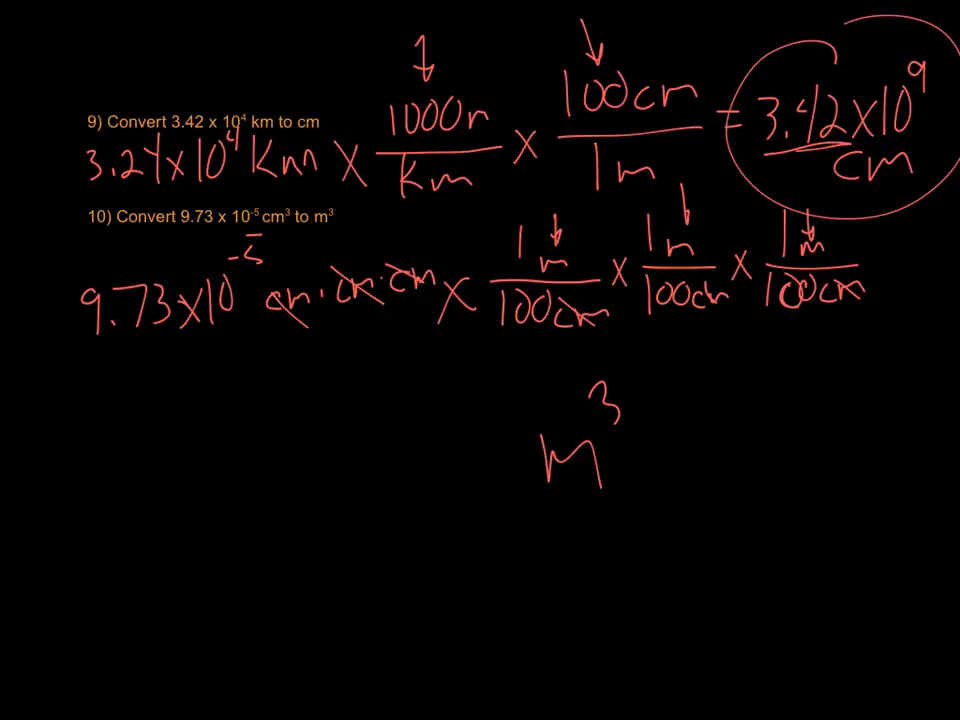 9) Convert 3.42 x 10⁴ km to cm
3.24 x 10⁴ Km X 1000m / Km X 100cm / 1m = 3.42 x 10⁹ cm
10) Convert 9.73 x 10⁻⁵ cm³ to m³
9.73 x 10⁻⁵ cm · cm · cm X 1m / 100cm X 1m / 100cm X 1m / 100cm
m³